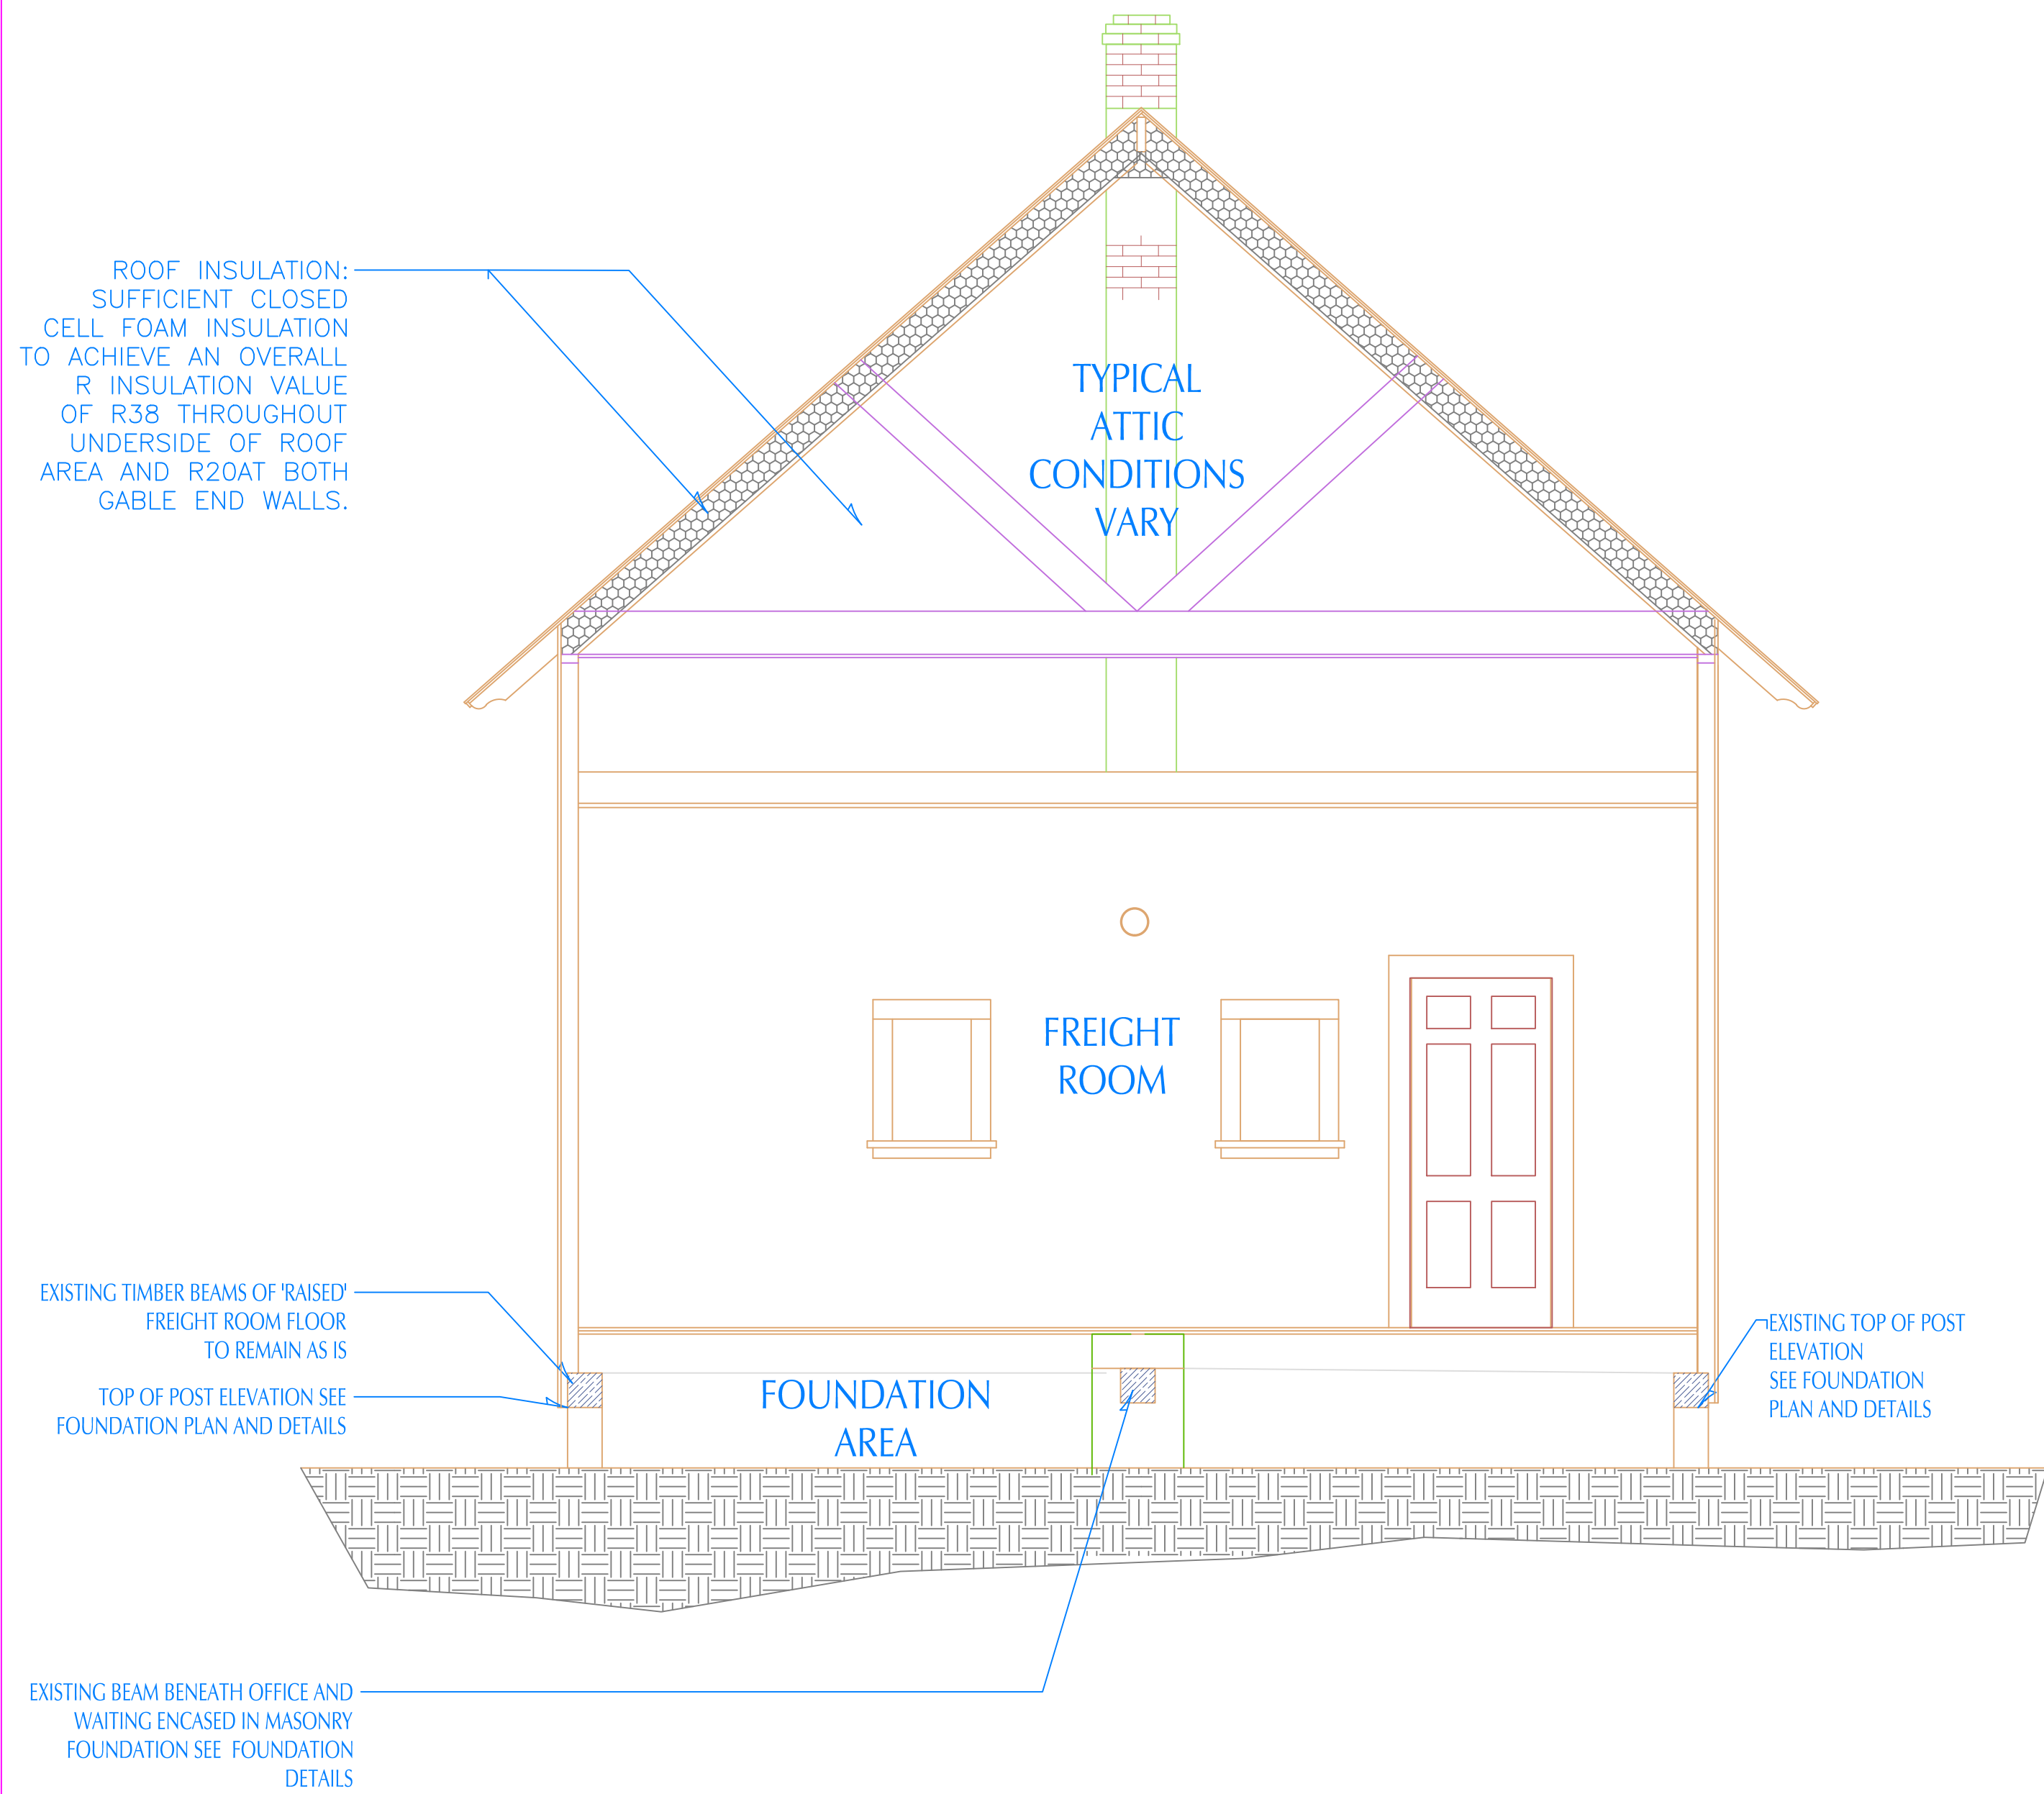 ROOF INSULATION:
SUFFICIENT CLOSED
CELL FOAM INSULATION
TO ACHIEVE AN OVERALL
R INSULATION VALUE
OF R38 THROUGHOUT
UNDERSIDE OF ROOF
AREA AND R20AT BOTH
GABLE END WALLS.
TYPICAL
ATTIC
CONDITIONS
VARY
FREIGHT
ROOM
EXISTING TIMBER BEAMS OF 'RAISED'
FREIGHT ROOM FLOOR
TO REMAIN AS IS
TOP OF POST ELEVATION SEE
FOUNDATION PLAN AND DETAILS
FOUNDATION
AREA
EXISTING TOP OF POST
ELEVATION
SEE FOUNDATION
PLAN AND DETAILS
EXISTING BEAM BENEATH OFFICE AND
WAITING ENCASED IN MASONRY
FOUNDATION SEE FOUNDATION
DETAILS